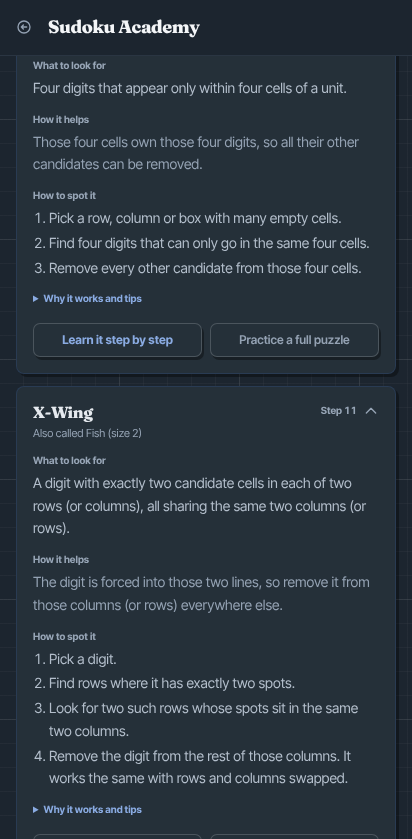 Sudoku Academy
What to look for
Four digits that appear only within four cells of a unit.
How it helps
Those four cells own those four digits, so all their other
candidates can be removed.
How to spot it
1. Pick a row, column or box with many empty cells.
2. Find four digits that can only go in the same four cells.
3. Remove every other candidate from those four cells.
Why it works and tips
Learn it step by step
Practice a full puzzle
X-Wing
Step 11
Also called Fish (size 2)
What to look for
A digit with exactly two candidate cells in each of two
rows (or columns), all sharing the same two columns (or
rows).
How it helps
The digit is forced into those two lines, so remove it from
those columns (or rows) everywhere else.
How to spot it
1. Pick a digit.
2. Find rows where it has exactly two spots.
3. Look for two such rows whose spots sit in the same
two columns.
4. Remove the digit from the rest of those columns. It
works the same with rows and columns swapped.
Why it works and tips